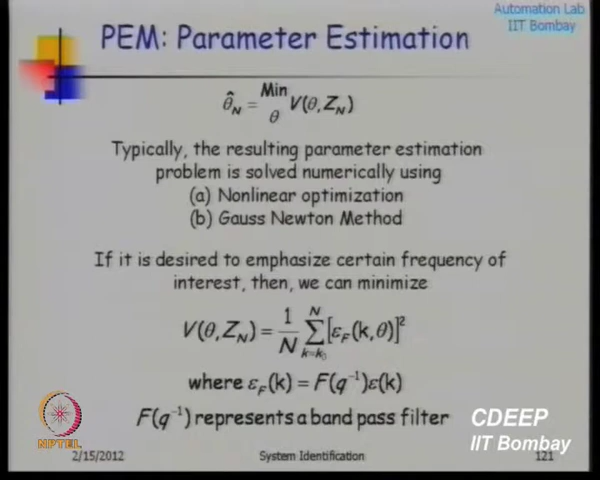 Automation Lab
IIT Bombay
PEM: Parameter Estimation
θ̂_N = Min_θ V(θ, Z_N)
Typically, the resulting parameter estimation
problem is solved numerically using
(a) Nonlinear optimization
(b) Gauss Newton Method
If it is desired to emphasize certain frequency of
interest, then, we can minimize
V(θ, Z_N) = 1/N ∑_{k=k_0}^{N} [ε_F(k, θ)]²
where ε_F(k) = F(q⁻¹)ε(k)
F(q⁻¹) represents a band pass filter
NPTEL
CDEEP
IIT Bombay
2/15/2012
System Identification
121